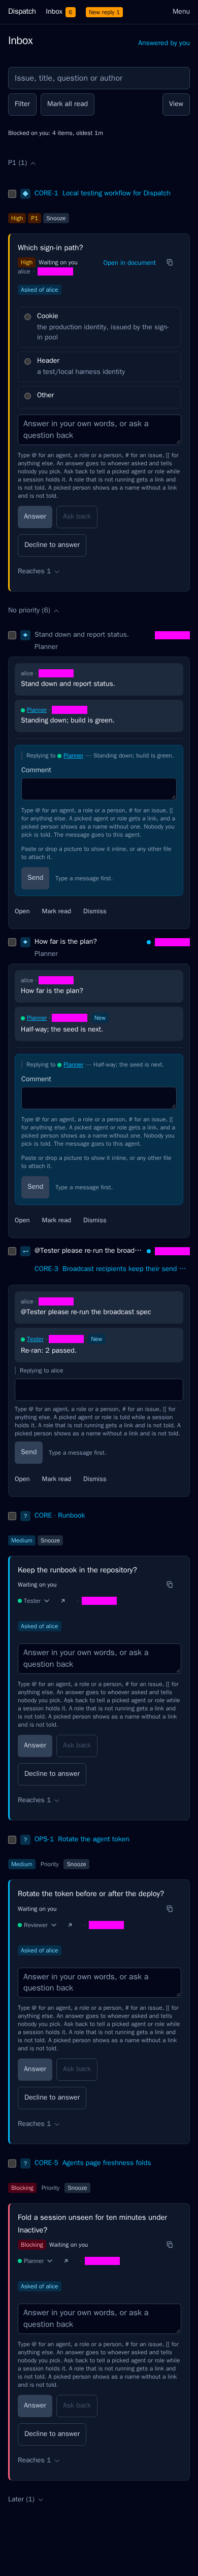 Dispatch Inbox 6 New reply 1 Menu
Inbox
Answered by you
Issue, title, question or author
Filter Mark all read View
Blocked on you: 4 items, oldest 1m
P1 (1)
CORE-1 Local testing workflow for Dispatch
High P1 Snooze
Which sign-in path?
High Waiting on you
Open in document
alice ·
Asked of alice
Cookie
the production identity, issued by the sign-
in pool
Header
a test/local harness identity
Other
Answer in your own words, or ask a
question back
Type @ for an agent, a role or a person, # for an issue, [[ for
anything else. An answer goes to whoever asked and tells
nobody you pick. Ask back to tell a picked agent or role while
a session holds it. A role that is not running gets a link and
is not told. A picked person shows as a name without a link
and is not told.
Answer Ask back
Decline to answer
Reaches 1
No priority (6)
Stand down and report status.
Planner
alice ·
Stand down and report status.
Planner ·
Standing down; build is green.
Replying to Planner — Standing down; build is green.
Comment
Type @ for an agent, a role or a person, # for an issue, [[
for anything else. A picked agent or role gets a link, and a
picked person shows as a name without one. Nobody you
pick is told. The message goes to this agent.
Paste or drop a picture to show it inline, or any other file
to attach it.
Send Type a message first.
Open Mark read Dismiss
How far is the plan?
Planner
alice ·
How far is the plan?
Planner · New
Half-way; the seed is next.
Replying to Planner — Half-way; the seed is next.
Comment
Type @ for an agent, a role or a person, # for an issue, [[
for anything else. A picked agent or role gets a link, and a
picked person shows as a name without one. Nobody you
pick is told. The message goes to this agent.
Paste or drop a picture to show it inline, or any other file
to attach it.
Send Type a message first.
Open Mark read Dismiss
@Tester please re-run the broad…
CORE-3 Broadcast recipients keep their send …
alice ·
@Tester please re-run the broadcast spec
Tester · New
Re-ran: 2 passed.
Replying to alice
Type @ for an agent, a role or a person, # for an issue, [[ for
anything else. A picked agent or role is told while a session
holds it. A role that is not running gets a link and is not told. A
picked person shows as a name without a link and is not told.
Send Type a message first.
Open Mark read Dismiss
? CORE · Runbook
Medium Snooze
Keep the runbook in the repository?
Waiting on you
Tester ·
Asked of alice
Answer in your own words, or ask a
question back
Type @ for an agent, a role or a person, # for an issue, [[ for
anything else. An answer goes to whoever asked and tells
nobody you pick. Ask back to tell a picked agent or role while
a session holds it. A role that is not running gets a link and
is not told. A picked person shows as a name without a link
and is not told.
Answer Ask back
Decline to answer
Reaches 1
? OPS-1 Rotate the agent token
Medium Priority Snooze
Rotate the token before or after the deploy?
Waiting on you
Reviewer ·
Asked of alice
Answer in your own words, or ask a
question back
Type @ for an agent, a role or a person, # for an issue, [[ for
anything else. An answer goes to whoever asked and tells
nobody you pick. Ask back to tell a picked agent or role while
a session holds it. A role that is not running gets a link and
is not told. A picked person shows as a name without a link
and is not told.
Answer Ask back
Decline to answer
Reaches 1
? CORE-5 Agents page freshness folds
Blocking Priority Snooze
Fold a session unseen for ten minutes under
Inactive?
Blocking Waiting on you
Planner ·
Asked of alice
Answer in your own words, or ask a
question back
Type @ for an agent, a role or a person, # for an issue, [[ for
anything else. An answer goes to whoever asked and tells
nobody you pick. Ask back to tell a picked agent or role while
a session holds it. A role that is not running gets a link and
is not told. A picked person shows as a name without a link
and is not told.
Answer Ask back
Decline to answer
Reaches 1
Later (1)